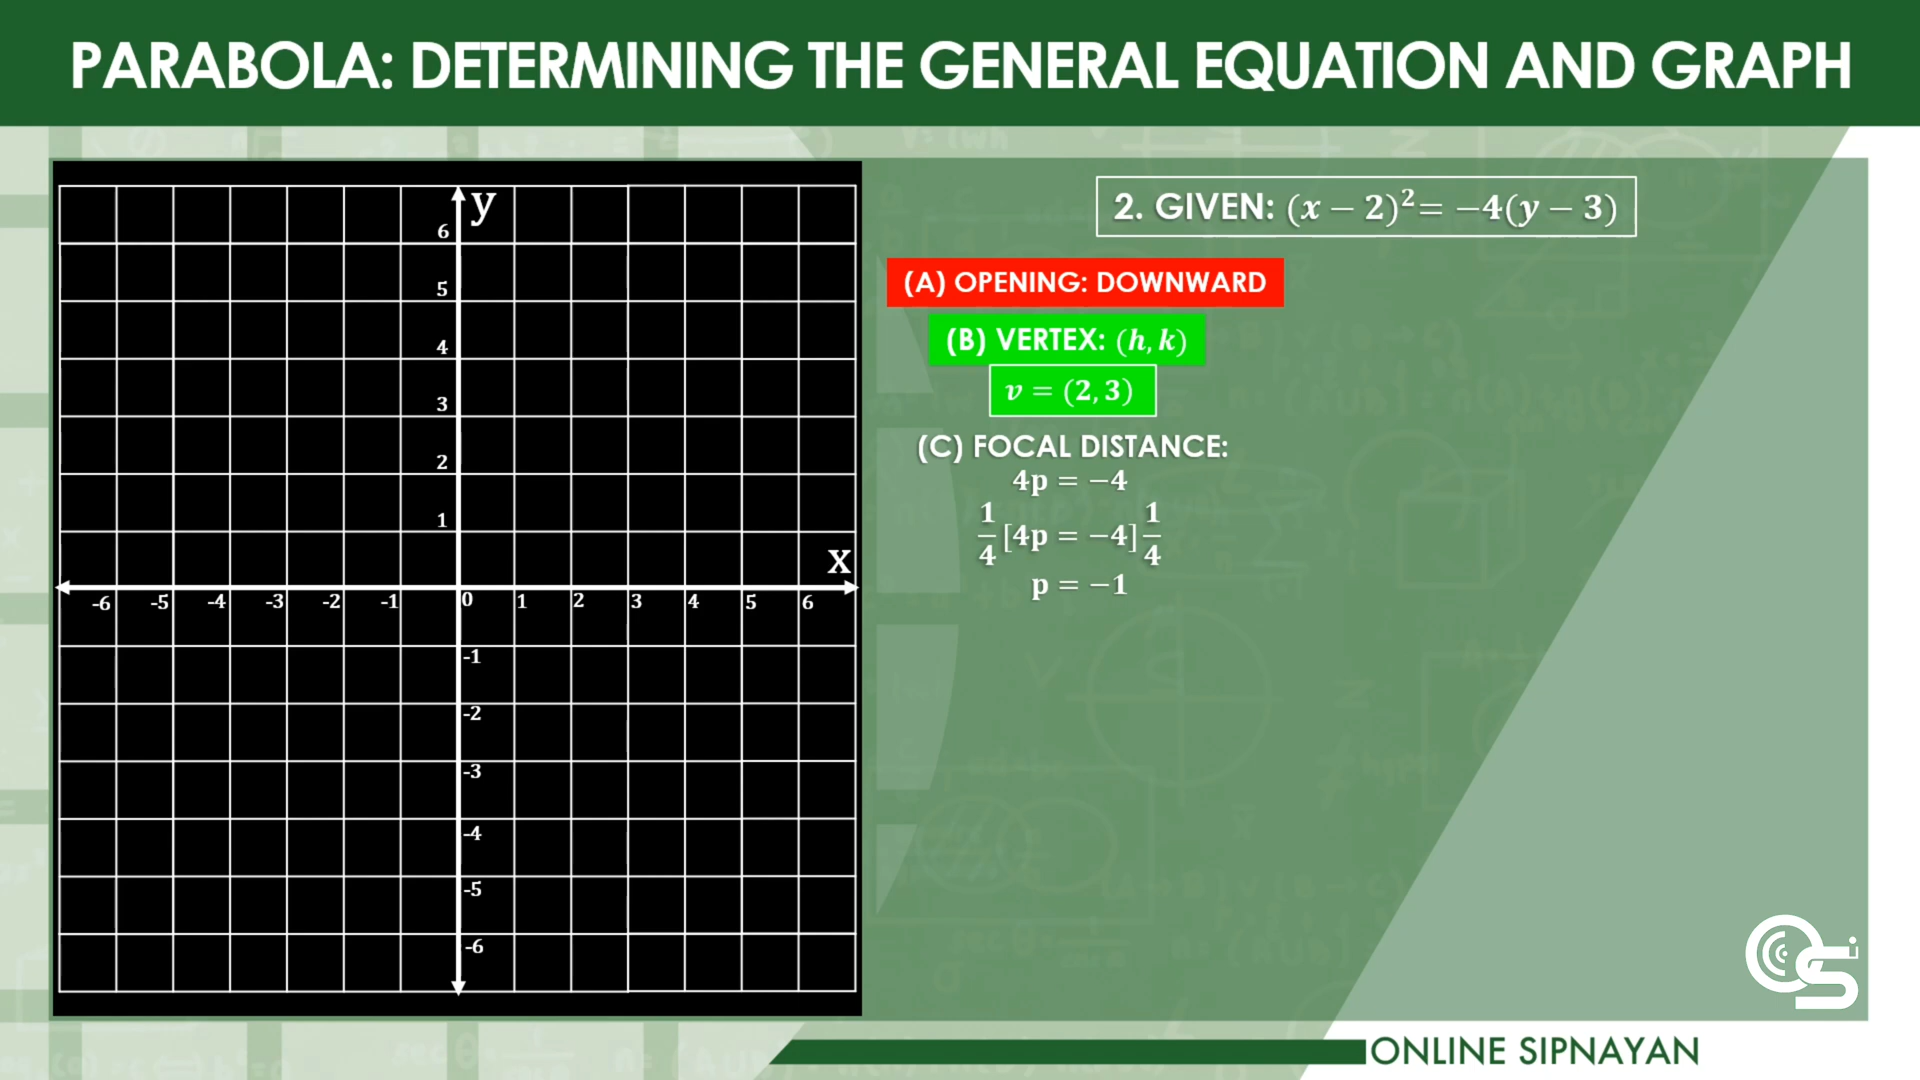 PARABOLA: DETERMINING THE GENERAL EQUATION AND GRAPH
y
6
5
4
3
2
1
x
-6 -5 -4 -3 -2 -1 0 1 2 3 4 5 6
-1
-2
-3
-4
-5
-6
2. GIVEN: (x − 2)²= −4(y − 3)
(A) OPENING: DOWNWARD
(B) VERTEX: (h, k)
v = (2, 3)
(C) FOCAL DISTANCE:
4p = −4
1/4 [4p = −4] 1/4
p = −1
ONLINE SIPNAYAN